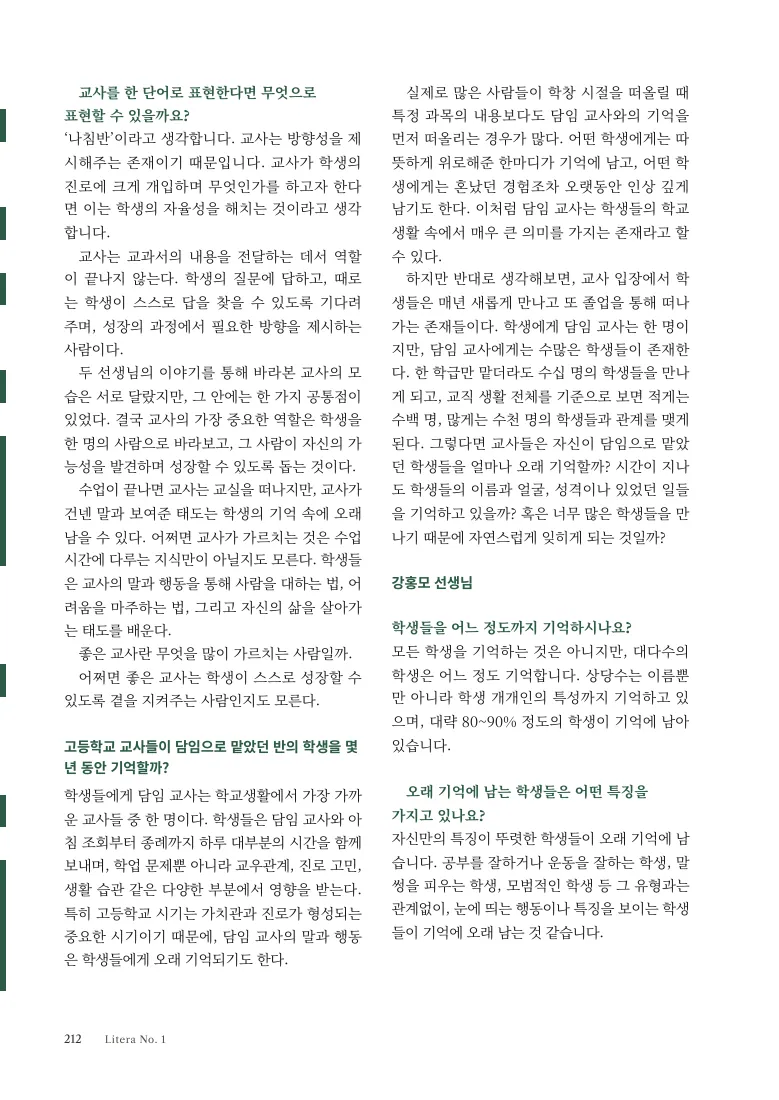 교사를 한 단어로 표현한다면 무엇으로
표현할 수 있을까요?
‘나침반’이라고 생각합니다. 교사는 방향성을 제
시해주는 존재이기 때문입니다. 교사가 학생의
진로에 크게 개입하며 무엇인가를 하고자 한다
면 이는 학생의 자율성을 해치는 것이라고 생각
합니다.
교사는 교과서의 내용을 전달하는 데서 역할
이 끝나지 않는다. 학생의 질문에 답하고, 때로
는 학생이 스스로 답을 찾을 수 있도록 기다려
주며, 성장의 과정에서 필요한 방향을 제시하는
사람이다.
두 선생님의 이야기를 통해 바라본 교사의 모
습은 서로 달랐지만, 그 안에는 한 가지 공통점이
있었다. 결국 교사의 가장 중요한 역할은 학생을
한 명의 사람으로 바라보고, 그 사람이 자신의 가
능성을 발견하며 성장할 수 있도록 돕는 것이다.
수업이 끝나면 교사는 교실을 떠나지만, 교사가
건넨 말과 보여준 태도는 학생의 기억 속에 오래
남을 수 있다. 어쩌면 교사가 가르치는 것은 수업
시간에 다루는 지식만이 아닐지도 모른다. 학생들
은 교사의 말과 행동을 통해 사람을 대하는 법, 어
려움을 마주하는 법, 그리고 자신의 삶을 살아가
는 태도를 배운다.
좋은 교사란 무엇을 많이 가르치는 사람일까.
어쩌면 좋은 교사는 학생이 스스로 성장할 수
있도록 곁을 지켜주는 사람인지도 모른다.
고등학교 교사들이 담임으로 맡았던 반의 학생을 몇
년 동안 기억할까?
학생들에게 담임 교사는 학교생활에서 가장 가까
운 교사들 중 한 명이다. 학생들은 담임 교사와 아
침 조회부터 종례까지 하루 대부분의 시간을 함께
보내며, 학업 문제뿐 아니라 교우관계, 진로 고민,
생활 습관 같은 다양한 부분에서 영향을 받는다.
특히 고등학교 시기는 가치관과 진로가 형성되는
중요한 시기이기 때문에, 담임 교사의 말과 행동
은 학생들에게 오래 기억되기도 한다.
실제로 많은 사람들이 학창 시절을 떠올릴 때
특정 과목의 내용보다도 담임 교사와의 기억을
먼저 떠올리는 경우가 많다. 어떤 학생에게는 따
뜻하게 위로해준 한마디가 기억에 남고, 어떤 학
생에게는 혼났던 경험조차 오랫동안 인상 깊게
남기도 한다. 이처럼 담임 교사는 학생들의 학교
생활 속에서 매우 큰 의미를 가지는 존재라고 할
수 있다.
하지만 반대로 생각해보면, 교사 입장에서 학
생들은 매년 새롭게 만나고 또 졸업을 통해 떠나
가는 존재들이다. 학생에게 담임 교사는 한 명이
지만, 담임 교사에게는 수많은 학생들이 존재한
다. 한 학급만 맡더라도 수십 명의 학생들을 만나
게 되고, 교직 생활 전체를 기준으로 보면 적게는
수백 명, 많게는 수천 명의 학생들과 관계를 맺게
된다. 그렇다면 교사들은 자신이 담임으로 맡았
던 학생들을 얼마나 오래 기억할까? 시간이 지나
도 학생들의 이름과 얼굴, 성격이나 있었던 일들
을 기억하고 있을까? 혹은 너무 많은 학생들을 만
나기 때문에 자연스럽게 잊히게 되는 것일까?
강홍모 선생님
학생들을 어느 정도까지 기억하시나요?
모든 학생을 기억하는 것은 아니지만, 대다수의
학생은 어느 정도 기억합니다. 상당수는 이름뿐
만 아니라 학생 개개인의 특성까지 기억하고 있
으며, 대략 80~90% 정도의 학생이 기억에 남아
있습니다.
오래 기억에 남는 학생들은 어떤 특징을
가지고 있나요?
자신만의 특징이 뚜렷한 학생들이 오래 기억에 남
습니다. 공부를 잘하거나 운동을 잘하는 학생, 말
썽을 피우는 학생, 모범적인 학생 등 그 유형과는
관계없이, 눈에 띄는 행동이나 특징을 보이는 학생
들이 기억에 오래 남는 것 같습니다.
212 Litera No. 1